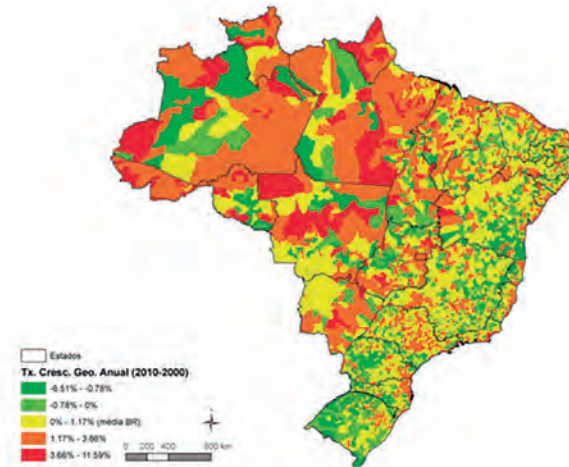 Estados
Tx. Cresc. Geo. Anual (2010-2000)
-6.51% - -0.78%
-0.78% - 0%
0% - 1.17% (média BR)
1.17% - 3.66%
3.66% - 11.59%
0 200 400 800 km